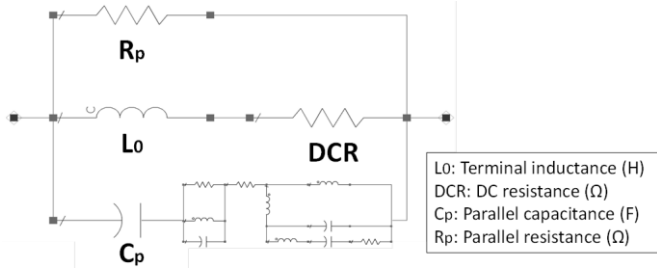 Rp
L0
DCR
Cp
L0: Terminal inductance (H)
DCR: DC resistance (Ω)
Cp: Parallel capacitance (F)
Rp: Parallel resistance (Ω)